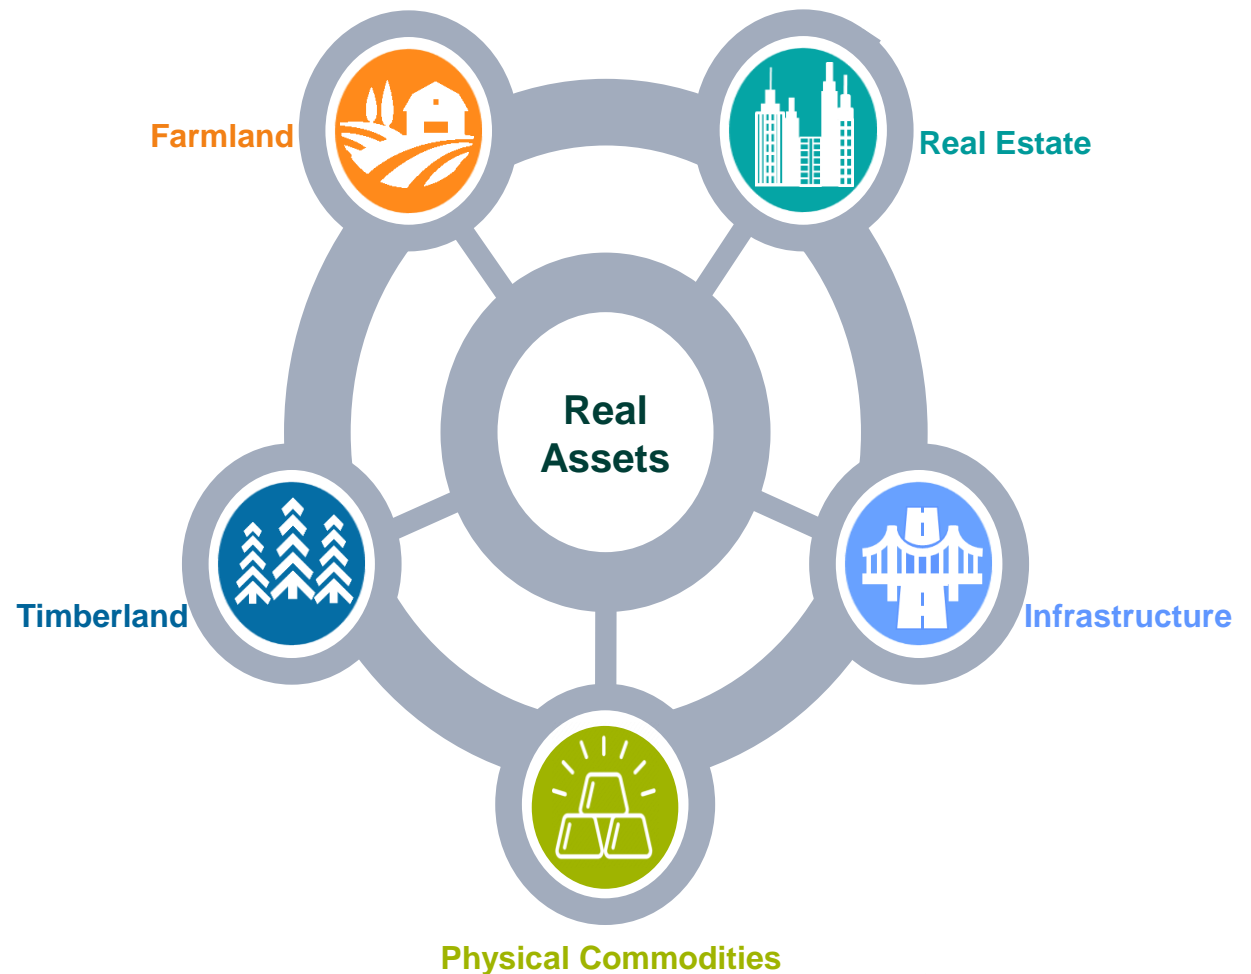 Farmland
Real Estate
Real
Assets
Timberland
Infrastructure
Physical Commodities